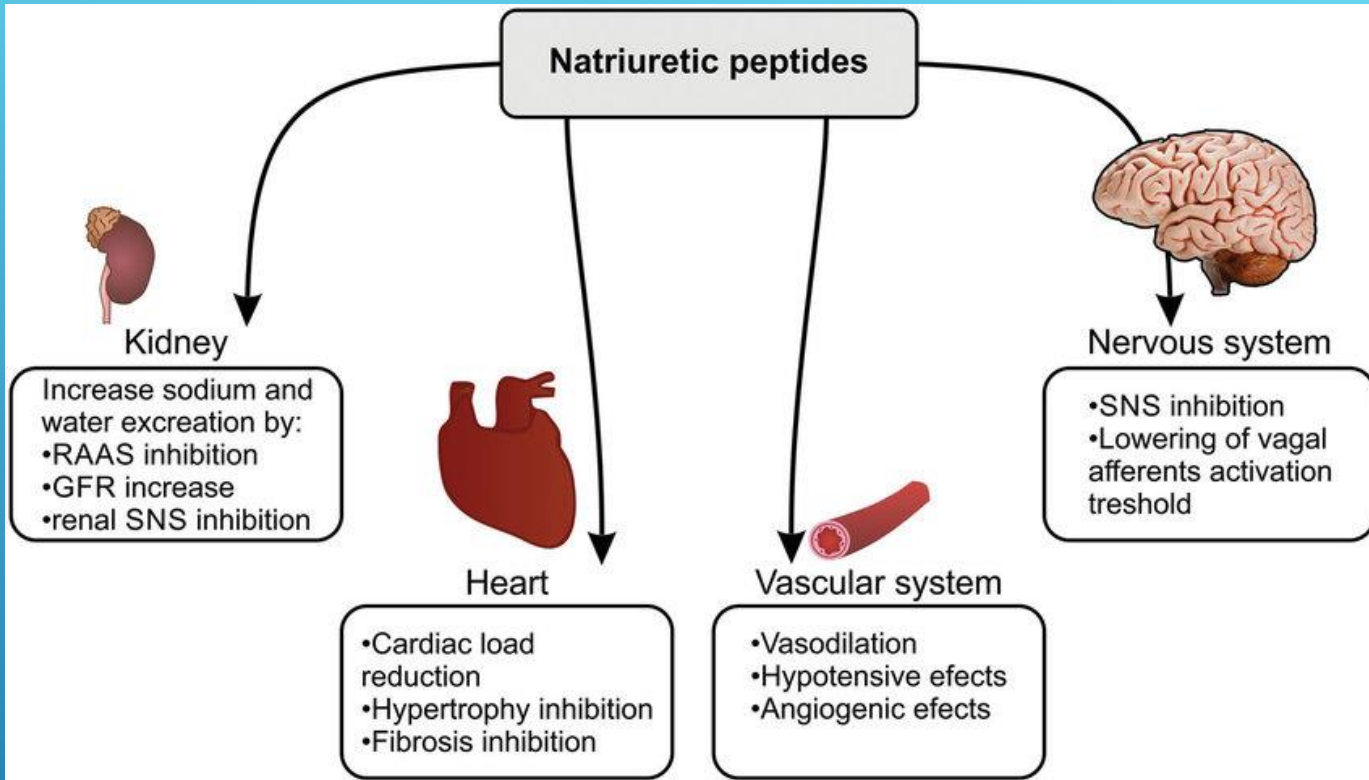 Natriuretic peptides
Kidney
Increase sodium and
water excreation by:
•RAAS inhibition
•GFR increase
•renal SNS inhibition
Heart
•Cardiac load
reduction
•Hypertrophy inhibition
•Fibrosis inhibition
Vascular system
•Vasodilation
•Hypotensive efects
•Angiogenic efects
Nervous system
•SNS inhibition
•Lowering of vagal
afferents activation
treshold